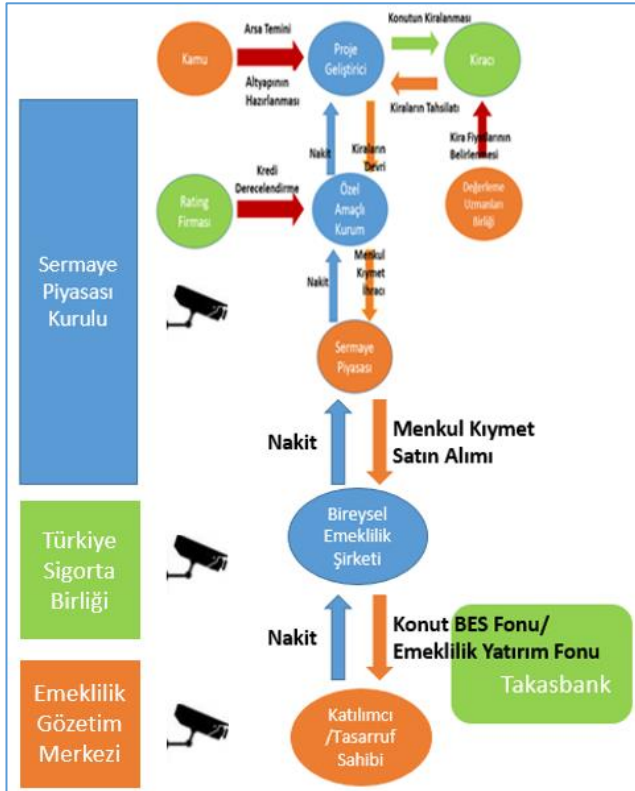 Arsa Temini
Konutun Kiralanması
Kamu
Proje
Geliştirici
Kiracı
Altyapının
Hazırlanması
Kiraların Tahsilatı
Nakit
Kiraların
Devri
Kira Fiyatlarının
Belirlenmesi
Kredi
Derecelendirme
Rating
Firması
Özel
Amaçlı
Kurum
Değerleme
Uzmanları
Birliği
Sermaye
Piyasası
Kurulu
Nakit
Menkul
Kıymet
İhracı
Sermaye
Piyasası
Nakit
Menkul Kıymet
Satın Alımı
Bireysel
Emeklilik
Şirketi
Türkiye
Sigorta
Birliği
Nakit
Konut BES Fonu/
Emeklilik Yatırım Fonu
Takasbank
Emeklilik
Gözetim
Merkezi
Katılımcı
/Tasarruf
Sahibi